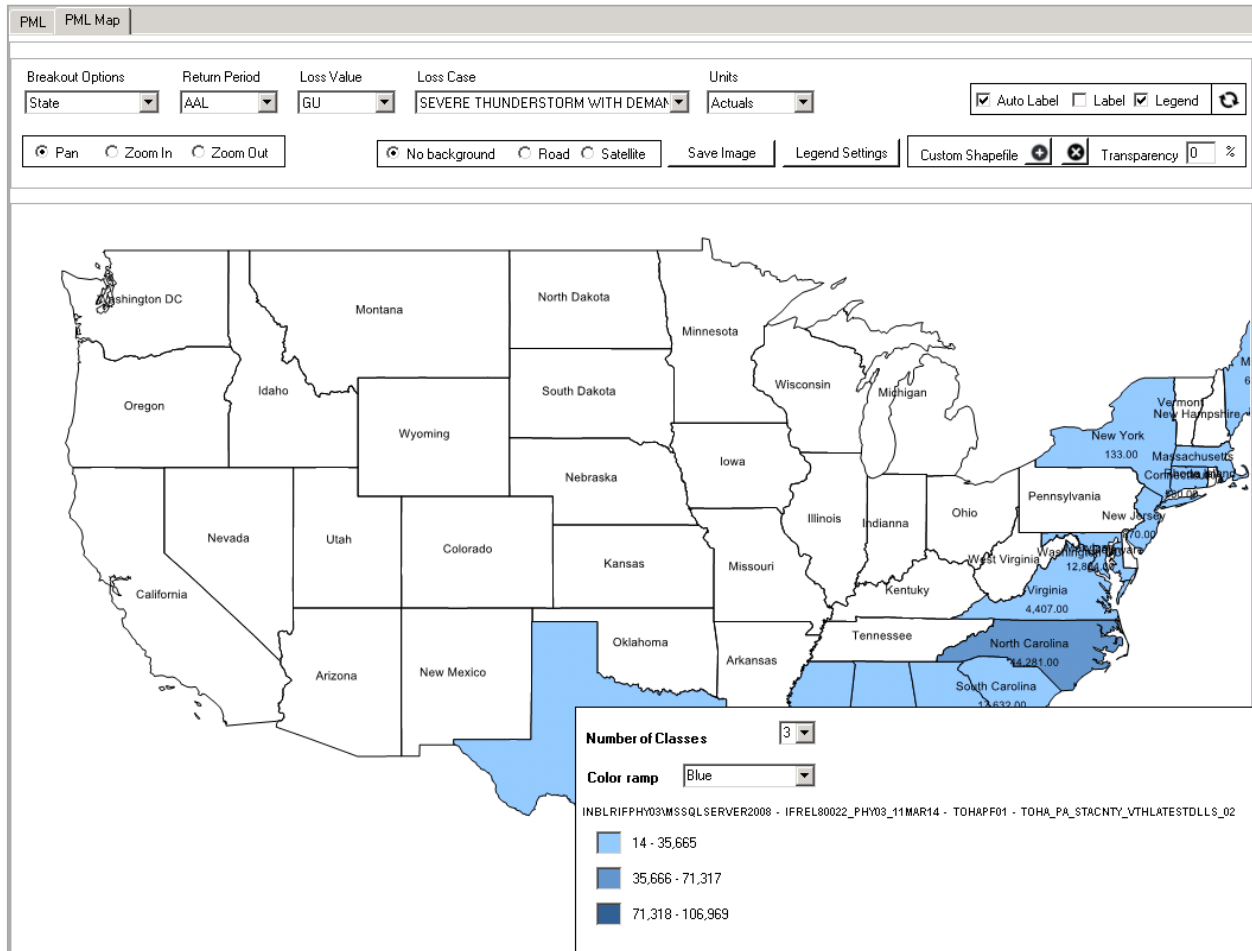 PML PML Map
Breakout Options Return Period Loss Value Loss Case Units
State AAL GU SEVERE THUNDERSTORM WITH DEMAN Actuals
Auto Label Label Legend
Pan Zoom In Zoom Out No background Road Satellite Save Image Legend Settings Custom Shapefile Transparency 0 %
Washington DC
Montana
North Dakota
Minnesota
Idaho
Oregon
South Dakota
Wisconsin
Michigan
Wyoming
Vermont
New Hampshire
New York
133.00
Massachusetts
Iowa
Nebraska
Pennsylvania
Ohio
Illinois
Indianna
New Jersey
Nevada
Utah
Colorado
Kansas
Missouri
West Virginia
Kentucky
Virginia
4,407.00
California
Tennessee
North Carolina
44,281.00
Oklahoma
Arkansas
Arizona
New Mexico
South Carolina
Number of Classes 3
Color ramp Blue
INBLRIFPHY03\MSSQLSERVER2008 - IFREL80022_PHY03_11MAR14 - TOHAPF01 - TOHA_PA_STACNTY_VTHLATESTDLLS_02
14 - 35,665
35,666 - 71,317
71,318 - 106,969